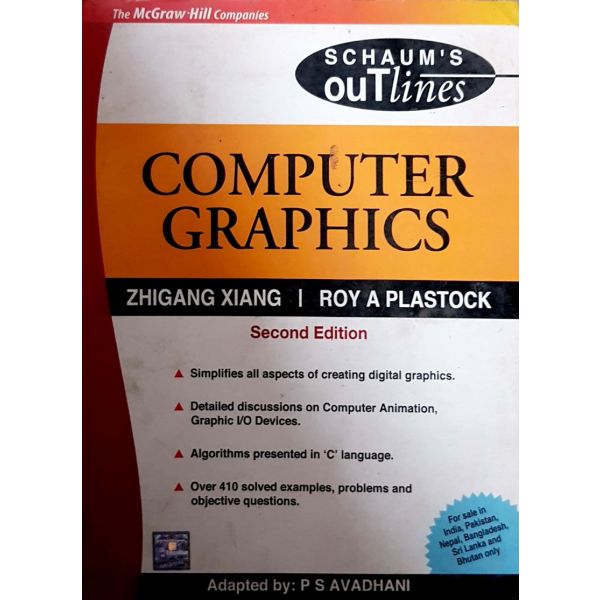 The McGraw·Hill Companies
SCHAUM'S
ouTlines
COMPUTER
GRAPHICS
ZHIGANG XIANG | ROY A PLASTOCK
Second Edition
Simplifies all aspects of creating digital graphics.
Detailed discussions on Computer Animation,
Graphic I/O Devices.
Algorithms presented in ‘C’ language.
Over 410 solved examples, problems and
objective questions.
For sale in
India, Pakistan,
Nepal, Bangladesh,
Sri Lanka and
Bhutan only
Adapted by: P S AVADHANI